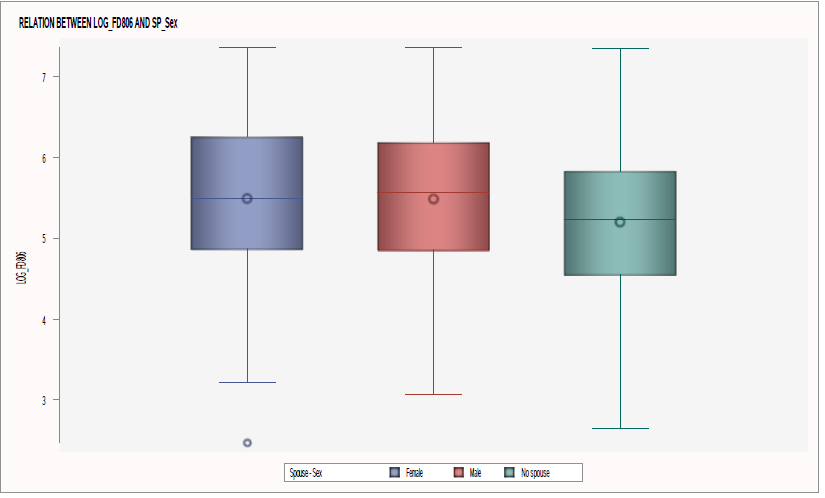 RELATION BETWEEN LOG_FD806 AND SP_Sex
7
6
5
4
3
LOG_FD806
Spouse - Sex Female Male No spouse